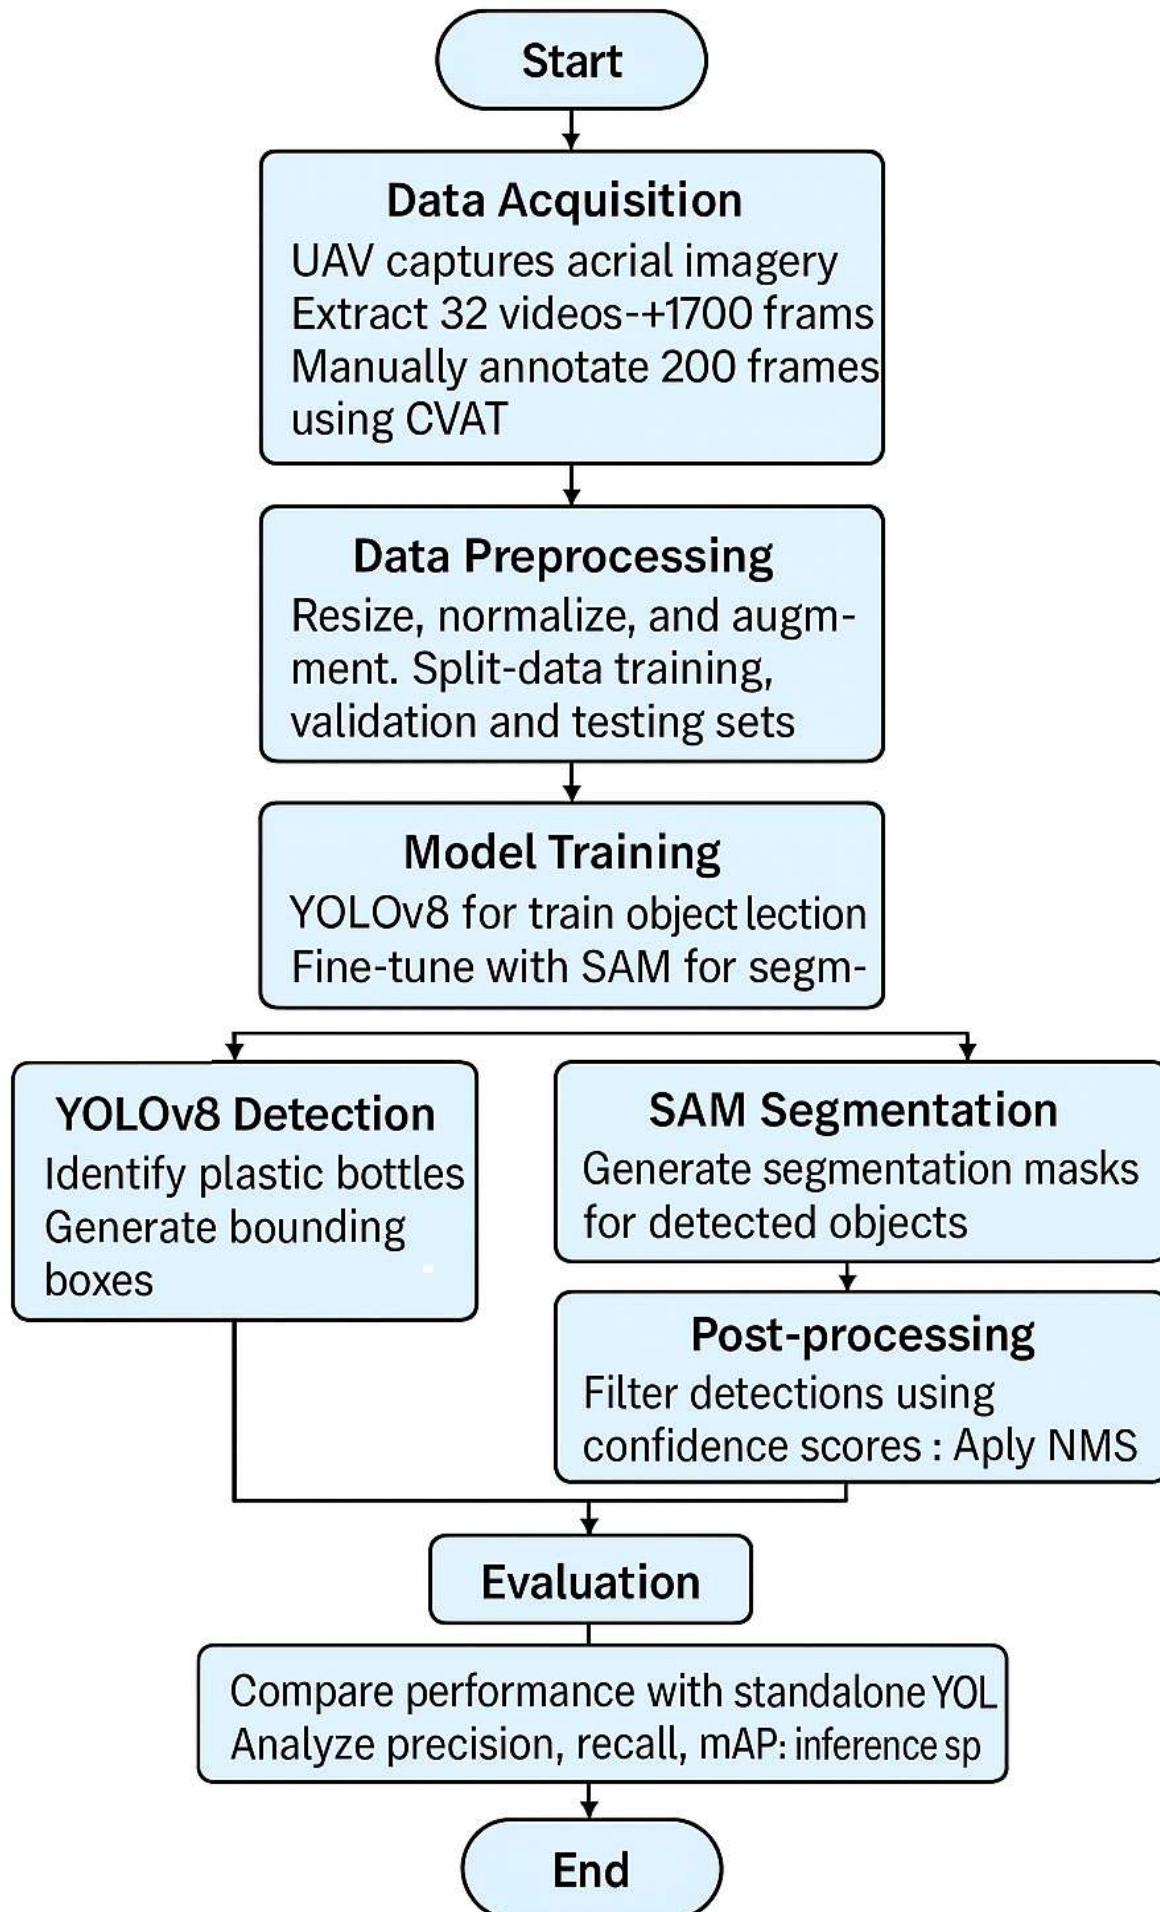 Start
Data Acquisition
UAV captures acrial imagery
Extract 32 videos-+1700 frams
Manually annotate 200 frames
using CVAT
Data Preprocessing
Resize, normalize, and augm-
ment. Split-data training,
validation and testing sets
Model Training
YOLOv8 for train object lection
Fine-tune with SAM for segm-
YOLOv8 Detection
Identify plastic bottles
Generate bounding
boxes
SAM Segmentation
Generate segmentation masks
for detected objects
Post-processing
Filter detections using
confidence scores : Aply NMS
Evaluation
Compare performance with standalone YOL
Analyze precision, recall, mAP: inference sp
End